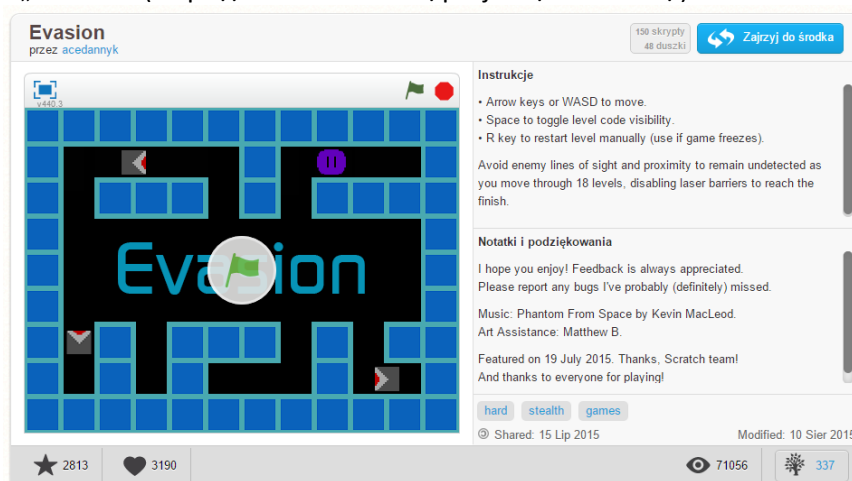 Evasion
przez acedannyk
150 skrypty
48 duszki
Zajrzyj do środka
v440.3
Evasion
Instrukcje
• Arrow keys or WASD to move.
• Space to toggle level code visibility.
• R key to restart level manually (use if game freezes).
Avoid enemy lines of sight and proximity to remain undetected as
you move through 18 levels, disabling laser barriers to reach the
finish.
Notatki i podziękowania
I hope you enjoy! Feedback is always appreciated.
Please report any bugs I've probably (definitely) missed.
Music: Phantom From Space by Kevin MacLeod.
Art Assistance: Matthew B.
Featured on 19 July 2015. Thanks, Scratch team!
And thanks to everyone for playing!
hard stealth games
Shared: 15 Lip 2015 Modified: 10 Sier 2015
2813 3190 71056 337